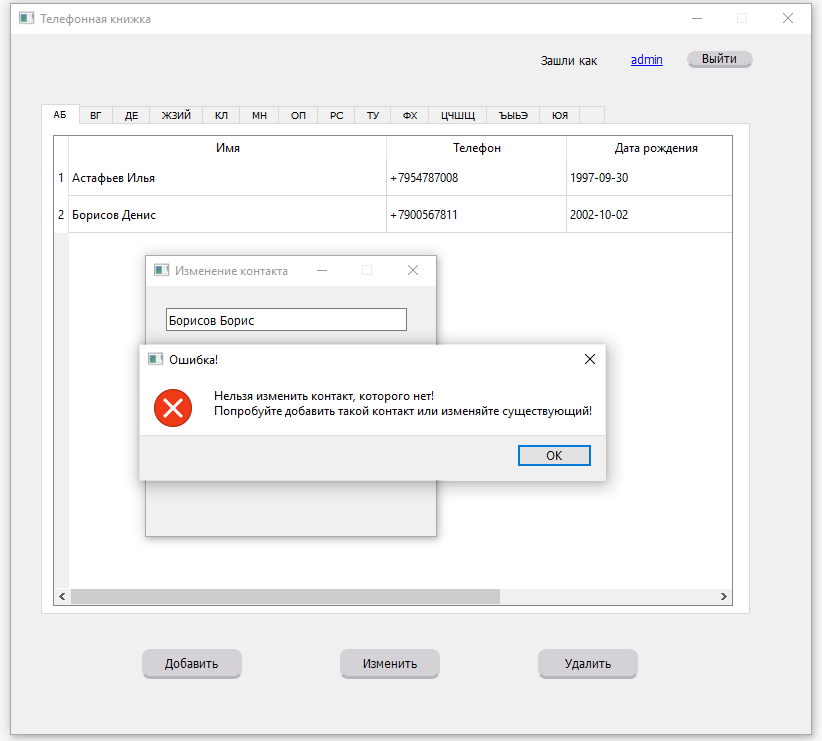 Телефонная книжка
Зашли как admin Выйти
АБ ВГ ДЕ ЖЗИЙ КЛ МН ОП РС ТУ ФХ ЦЧШЩ ЪЫЬЭ ЮЯ
Имя Телефон Дата рождения
1 Астафьев Илья +7954787008 1997-09-30
2 Борисов Денис +7900567811 2002-10-02
Изменение контакта
Борисов Борис
Ошибка!
Нельзя изменить контакт, которого нет!
Попробуйте добавить такой контакт или изменяйте существующий!
OK
Добавить Изменить Удалить